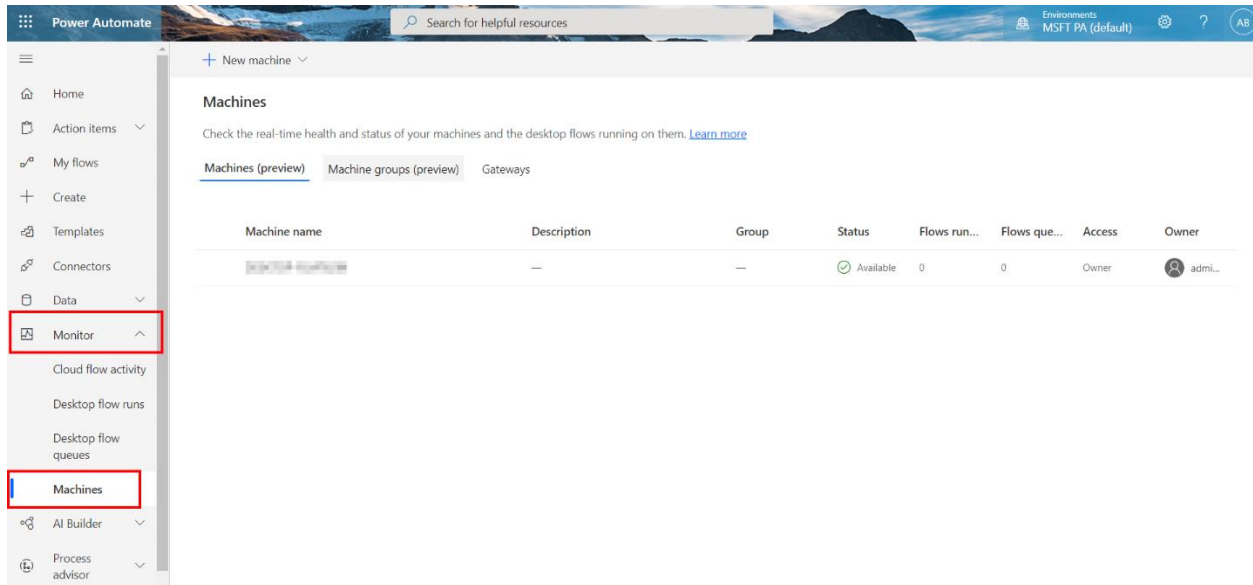 Power Automate
Search for helpful resources
Environments
MSFT PA (default)
?
AB
New machine
Home
Action items
My flows
Create
Templates
Connectors
Data
Monitor
Cloud flow activity
Desktop flow runs
Desktop flow
queues
Machines
AI Builder
Process
advisor
Machines
Check the real-time health and status of your machines and the desktop flows running on them. Learn more
Machines (preview) Machine groups (preview) Gateways
Machine name Description Group Status Flows run... Flows que... Access Owner
— — Available 0 0 Owner admi...